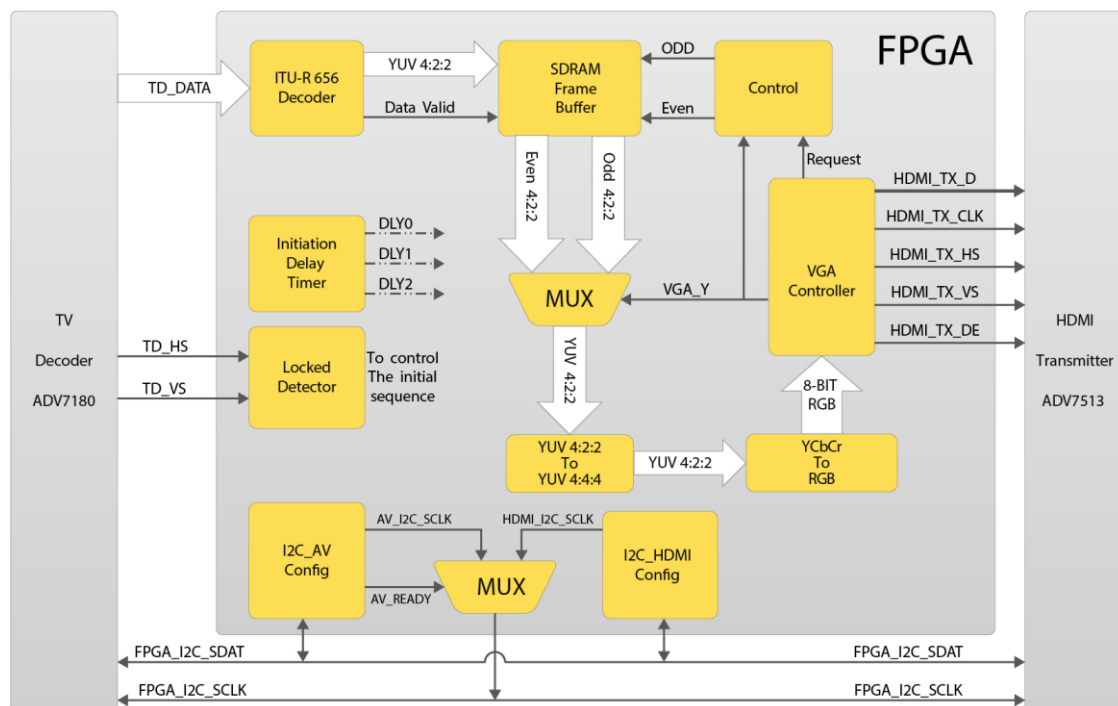 FPGA
ITU-R 656
Decoder
YUV 4:2:2
Data Valid
SDRAM
Frame
Buffer
ODD
Even
Control
TD_DATA
Request
Even 4:2:2
Odd 4:2:2
HDMI_TX_D
HDMI_TX_CLK
HDMI_TX_HS
HDMI_TX_VS
HDMI_TX_DE
Initiation
Delay
Timer
DLY0
DLY1
DLY2
MUX
VGA_Y
VGA
Controller
TV
Decoder
ADV7180
TD_HS
TD_VS
Locked
Detector
To control
The initial
sequence
YUV 4:2:2
8-BIT
RGB
HDMI
Transmitter
ADV7513
YUV 4:2:2
To
YUV 4:4:4
YUV 4:2:2
YCbCr
To
RGB
I2C_AV
Config
AV_I2C_SCLK
AV_READY
HDMI_I2C_SCLK
MUX
I2C_HDMI
Config
FPGA_I2C_SDAT
FPGA_I2C_SDAT
FPGA_I2C_SCLK
FPGA_I2C_SCLK